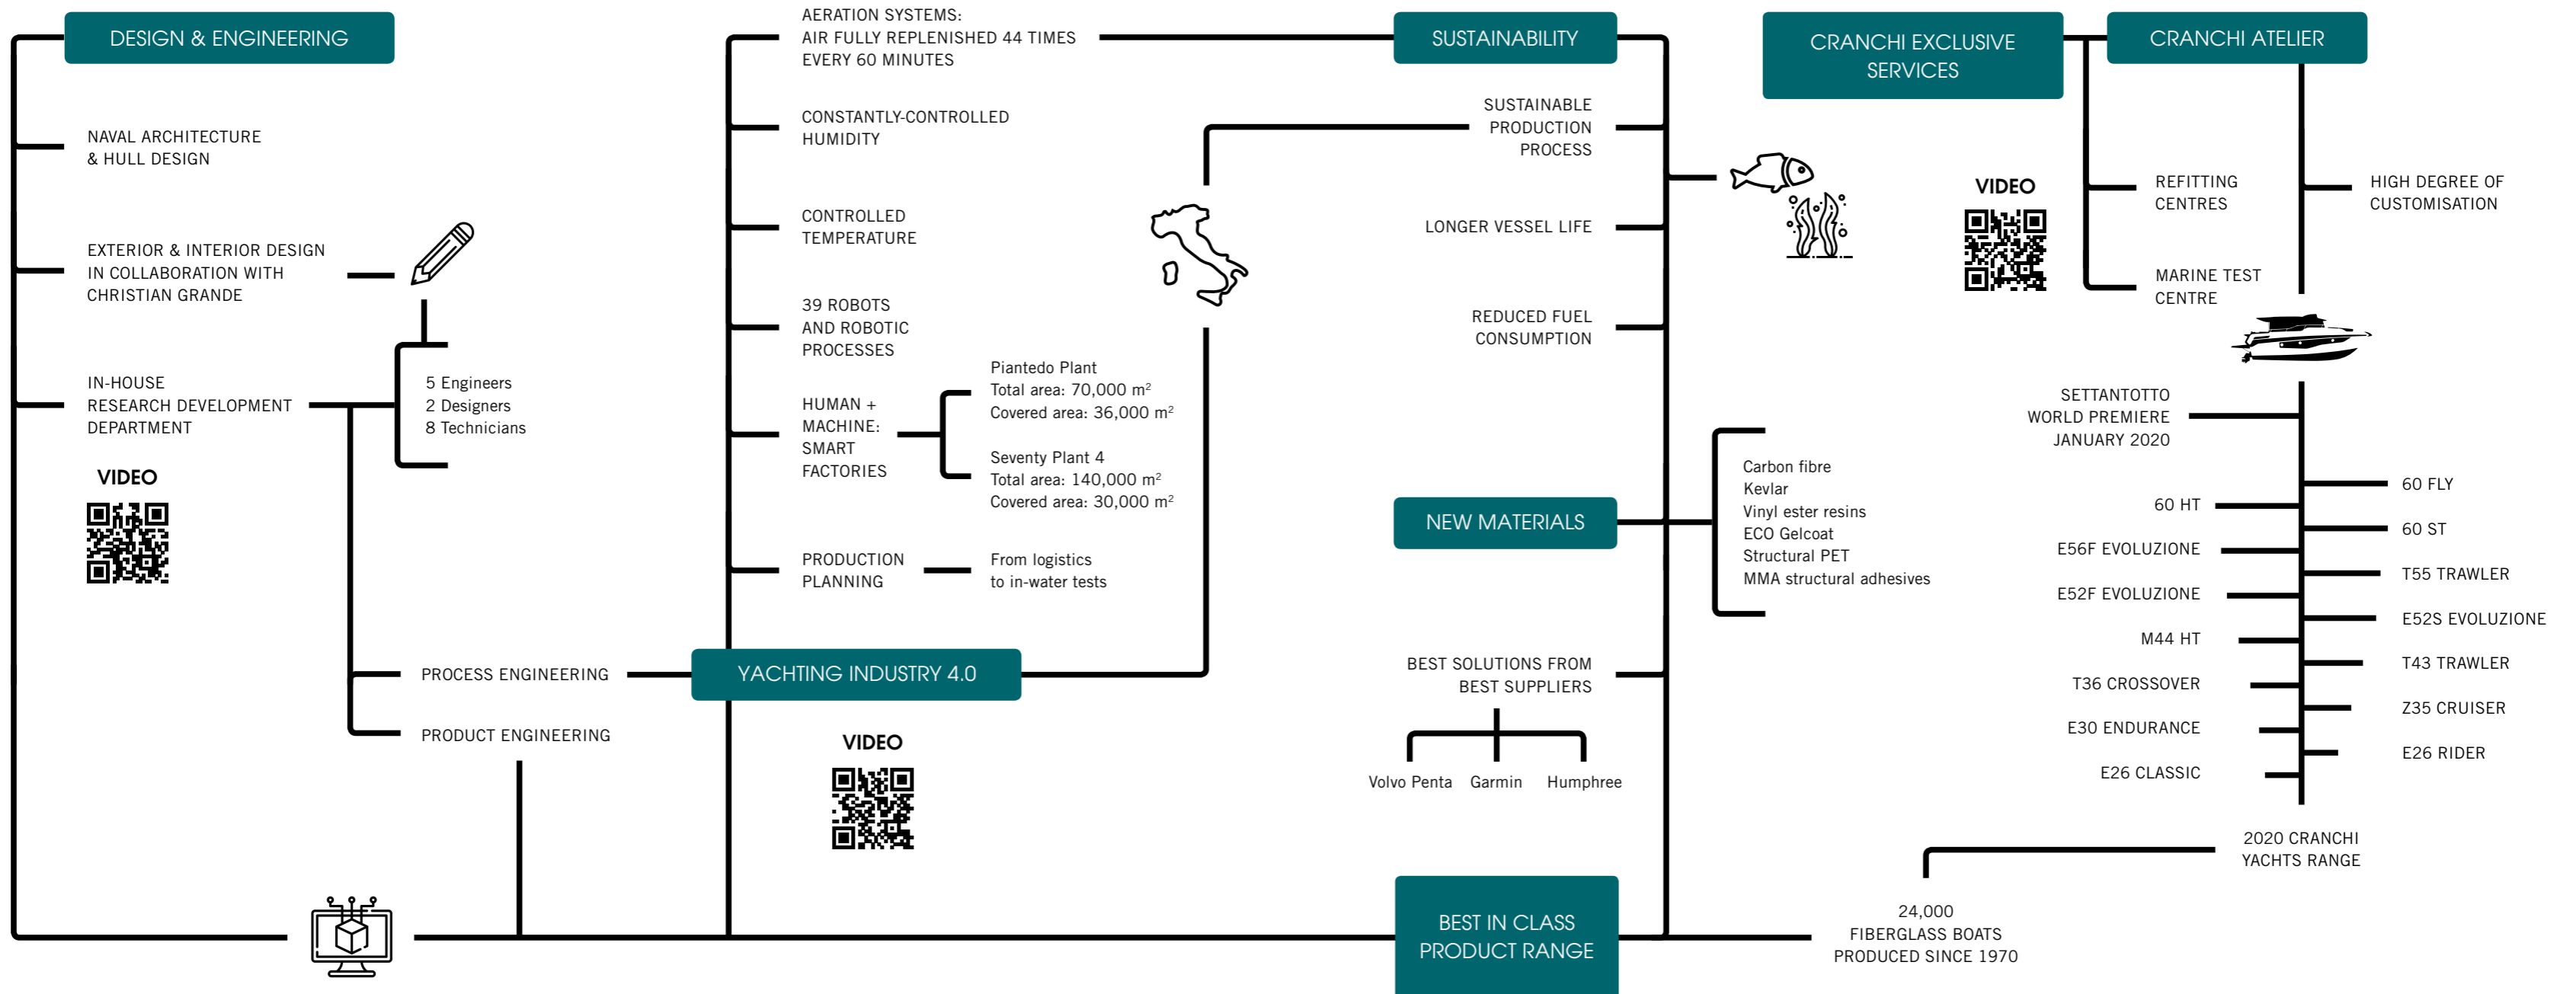 DESIGN & ENGINEERING
NAVAL ARCHITECTURE
& HULL DESIGN
EXTERIOR & INTERIOR DESIGN
IN COLLABORATION WITH
CHRISTIAN GRANDE
IN-HOUSE
RESEARCH DEVELOPMENT
DEPARTMENT
5 Engineers
2 Designers
8 Technicians
VIDEO
PROCESS ENGINEERING
PRODUCT ENGINEERING
AERATION SYSTEMS:
AIR FULLY REPLENISHED 44 TIMES
EVERY 60 MINUTES
CONSTANTLY-CONTROLLED
HUMIDITY
CONTROLLED
TEMPERATURE
39 ROBOTS
AND ROBOTIC
PROCESSES
HUMAN +
MACHINE:
SMART
FACTORIES
Piantedo Plant
Total area: 70,000 m²
Covered area: 36,000 m²
Seventy Plant 4
Total area: 140,000 m²
Covered area: 30,000 m²
PRODUCTION
PLANNING
From logistics
to in-water tests
YACHTING INDUSTRY 4.0
VIDEO
SUSTAINABILITY
SUSTAINABLE
PRODUCTION
PROCESS
LONGER VESSEL LIFE
REDUCED FUEL
CONSUMPTION
NEW MATERIALS
Carbon fibre
Kevlar
Vinyl ester resins
ECO Gelcoat
Structural PET
MMA structural adhesives
BEST SOLUTIONS FROM
BEST SUPPLIERS
Volvo Penta
Garmin
Humphree
BEST IN CLASS
PRODUCT RANGE
CRANCHI EXCLUSIVE
SERVICES
CRANCHI ATELIER
VIDEO
REFITTING
CENTRES
MARINE TEST
CENTRE
HIGH DEGREE OF
CUSTOMISATION
SETTANTOTTO
WORLD PREMIERE
JANUARY 2020
60 FLY
60 HT
60 ST
E56F EVOLUZIONE
T55 TRAWLER
E52F EVOLUZIONE
E52S EVOLUZIONE
M44 HT
T43 TRAWLER
T36 CROSSOVER
Z35 CRUISER
E30 ENDURANCE
E26 RIDER
E26 CLASSIC
2020 CRANCHI
YACHTS RANGE
24,000
FIBERGLASS BOATS
PRODUCED SINCE 1970